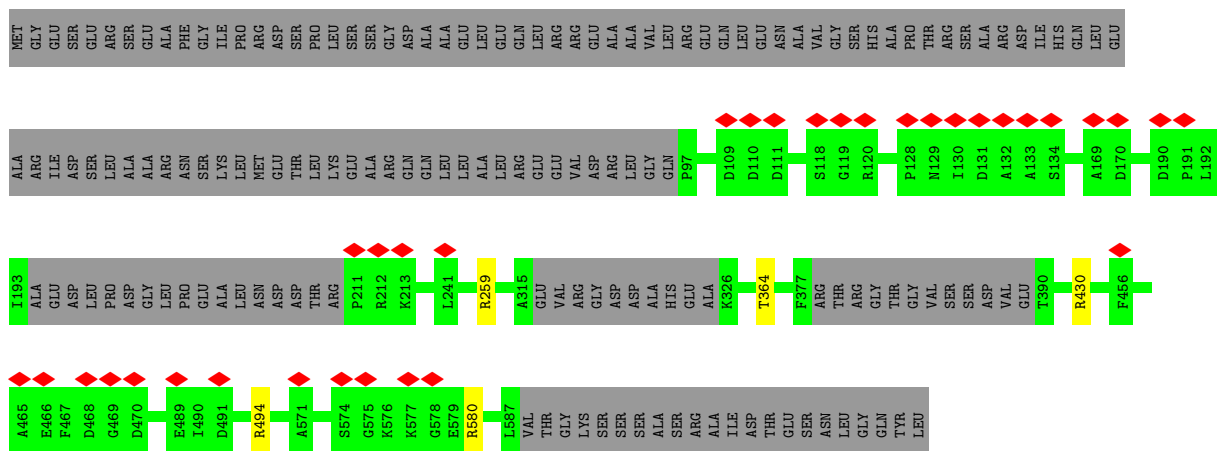 MET GLY GLU SER GLU ARG SER GLU ALA PHE GLY ILE PRO ARG ASP SER PRO LEU SER SER GLY ASP ALA ALA GLU LEU GLU GLN LEU ARG ARG GLU ALA ALA VAL LEU ARG GLU GLN LEU GLU ASN ALA VAL GLY SER HIS ALA PRO THR ARG SER ALA ARG ASP ILE HIS GLN LEU GLU
ALA ARG ILE ASP SER LEU ALA ALA ARG ASN SER LYS LEU MET GLU THR LEU LYS GLU ALA ARG GLN GLN LEU LEU ALA LEU ARG GLU GLU VAL ASP ARG LEU GLY GLN P97 D109 D110 D111 S118 G119 R120 P128 N129 I130 D131 A132 A133 S134 A169 D170 D190 P191 L192
I193 ALA GLU ASP LEU PRO ASP GLY LEU PRO GLU ALA LEU ASN ASP ASP THR ARG P211 R212 K213 L241 R259 A315 GLU VAL ARG GLY ASP ASP ALA HIS GLU ALA K326 T364 F377 ARG THR ARG GLY THR GLY VAL SER SER ASP VAL GLU T390 R430 F456
A465 E466 F467 D468 G469 D470 E489 I490 D491 R494 A571 S574 G575 K576 K577 G578 E579 R580 L587 VAL THR GLY LYS SER SER SER ALA SER ARG ALA ILE ASP THR GLU SER ASN LEU GLY GLN TYR LEU